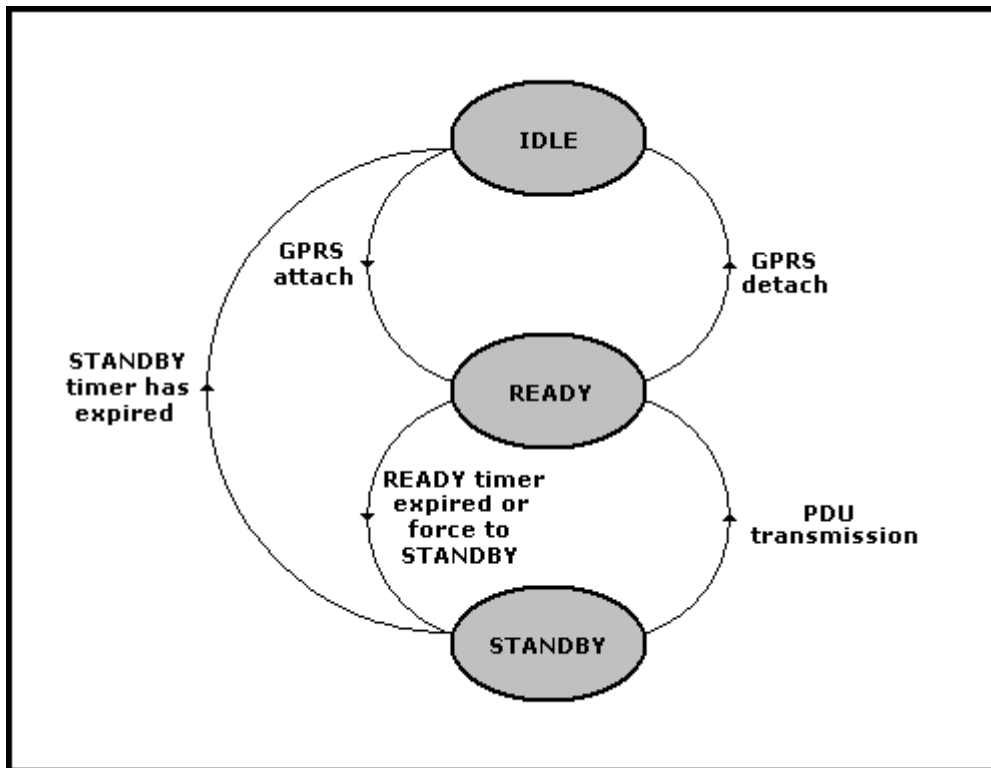 IDLE
GPRS
attach
GPRS
detach
STANDBY
timer has
expired
READY
READY timer
expired or
force to
STANDBY
PDU
transmission
STANDBY